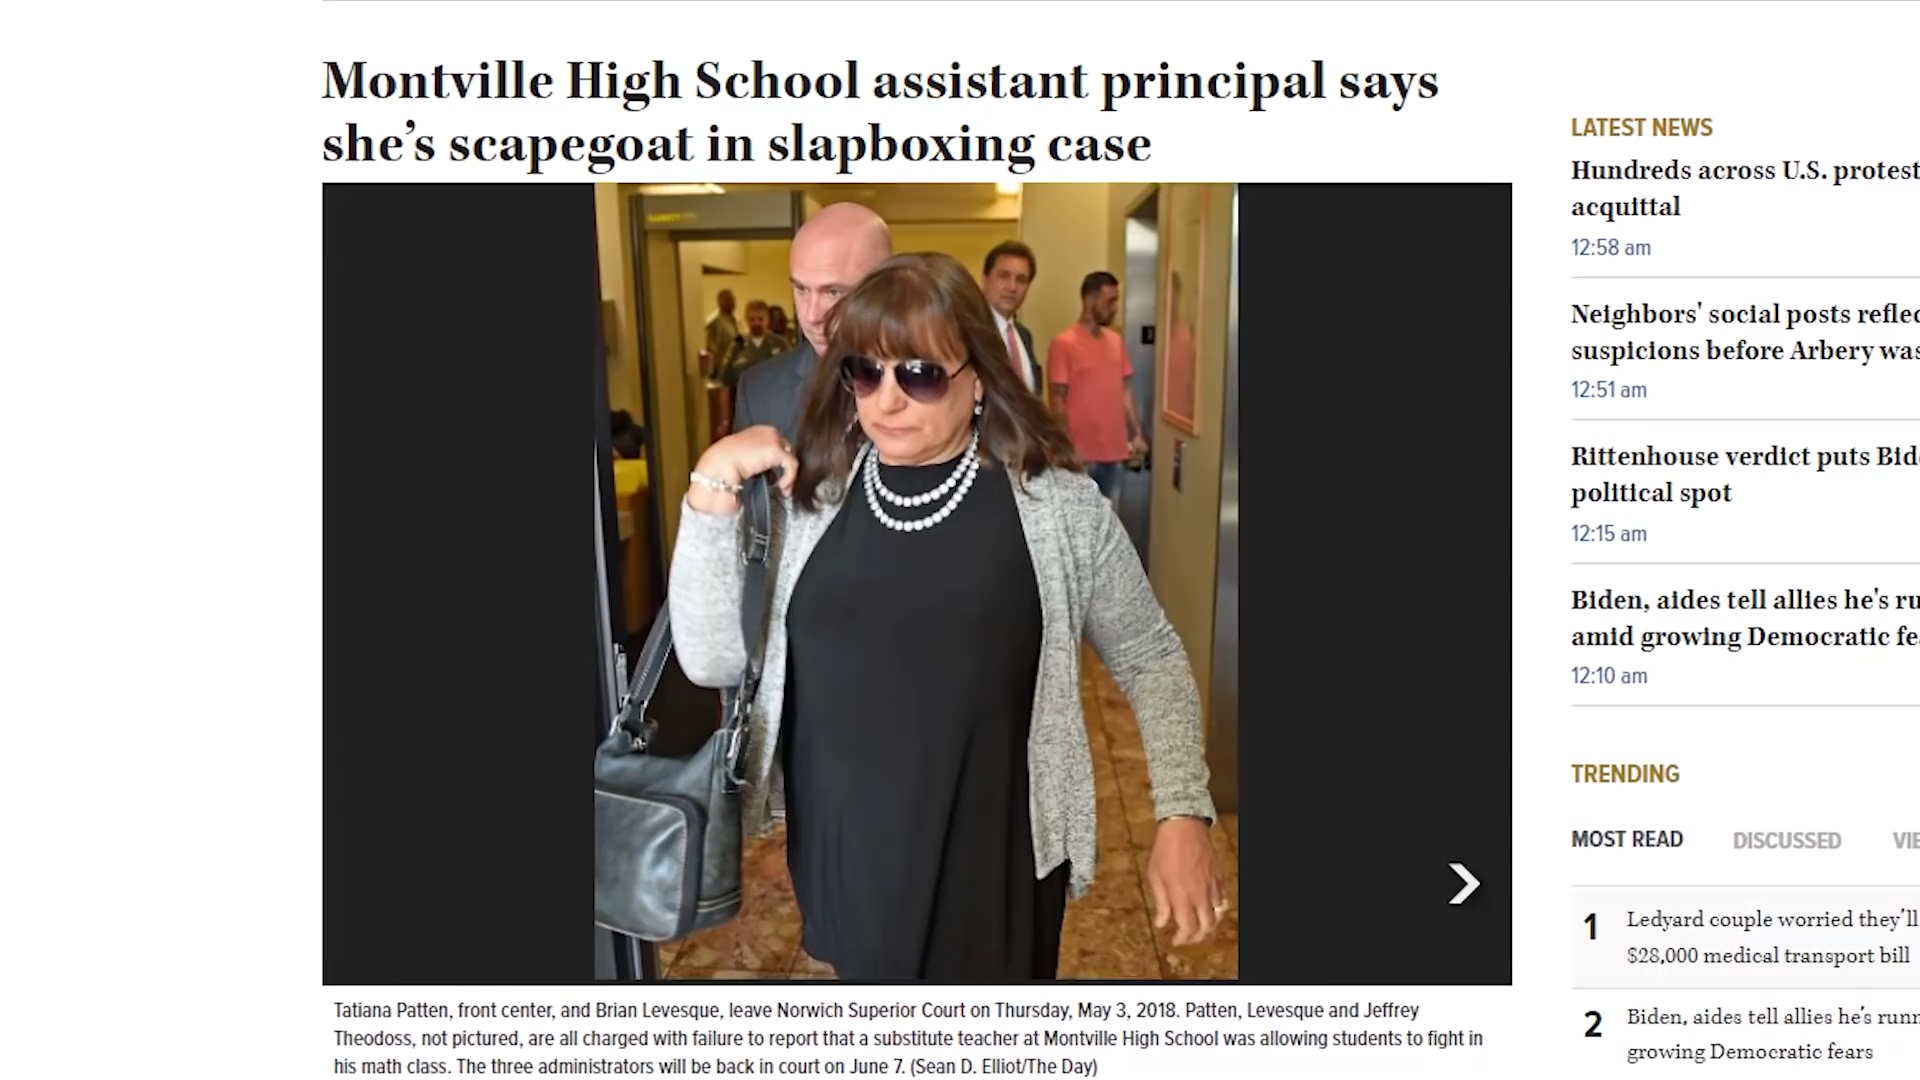 Montville High School assistant principal says
she's scapegoat in slapboxing case
Tatiana Patten, front center, and Brian Levesque, leave Norwich Superior Court on Thursday, May 3, 2018. Patten, Levesque and Jeffrey
Theodoss, not pictured, are all charged with failure to report that a substitute teacher at Montville High School was allowing students to fight in
his math class. The three administrators will be back in court on June 7. (Sean D. Elliot/The Day)
LATEST NEWS
Hundreds across U.S. protest
acquittal
12:58 am
Neighbors' social posts
suspicions before Arbery
12:51 am
Rittenhouse verdict puts
political spot
12:15 am
Biden, aides tell allies he's
amid growing Democratic
12:10 am
TRENDING
MOST READ
DISCUSSED
1
Ledyard couple worried they'll
$28,000 medical transport bill
2
Biden, aides tell allies he's
growing Democratic fears